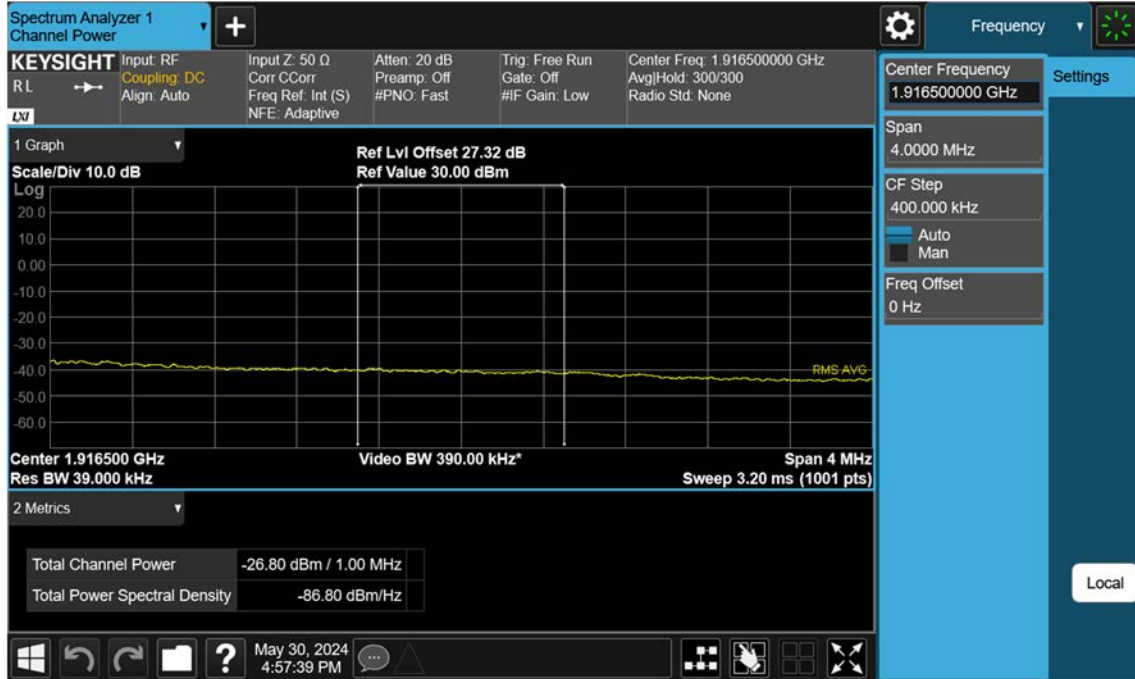 Spectrum Analyzer 1
Channel Power
+
Frequency
KEYSIGHT
R L
LXI
Input: RF
Coupling: DC
Align: Auto
Input Z: 50 Ω
Corr CCorr
Freq Ref: Int (S)
NFE: Adaptive
Atten: 20 dB
Preamp: Off
#PNO: Fast
Trig: Free Run
Gate: Off
#IF Gain: Low
Center Freq: 1.916500000 GHz
Avg|Hold: 300/300
Radio Std: None
1 Graph
Scale/Div 10.0 dB
Ref Lvl Offset 27.32 dB
Ref Value 30.00 dBm
Log
20.0
10.0
0.00
-10.0
-20.0
-30.0
-40.0
-50.0
-60.0
RMS AVG
Center 1.916500 GHz
Res BW 39.000 kHz
Video BW 390.00 kHz*
Span 4 MHz
Sweep 3.20 ms (1001 pts)
2 Metrics
Total Channel Power -26.80 dBm / 1.00 MHz
Total Power Spectral Density -86.80 dBm/Hz
?
May 30, 2024
4:57:39 PM
Center Frequency
1.916500000 GHz
Span
4.0000 MHz
CF Step
400.000 kHz
Auto
Man
Freq Offset
0 Hz
Settings
Local